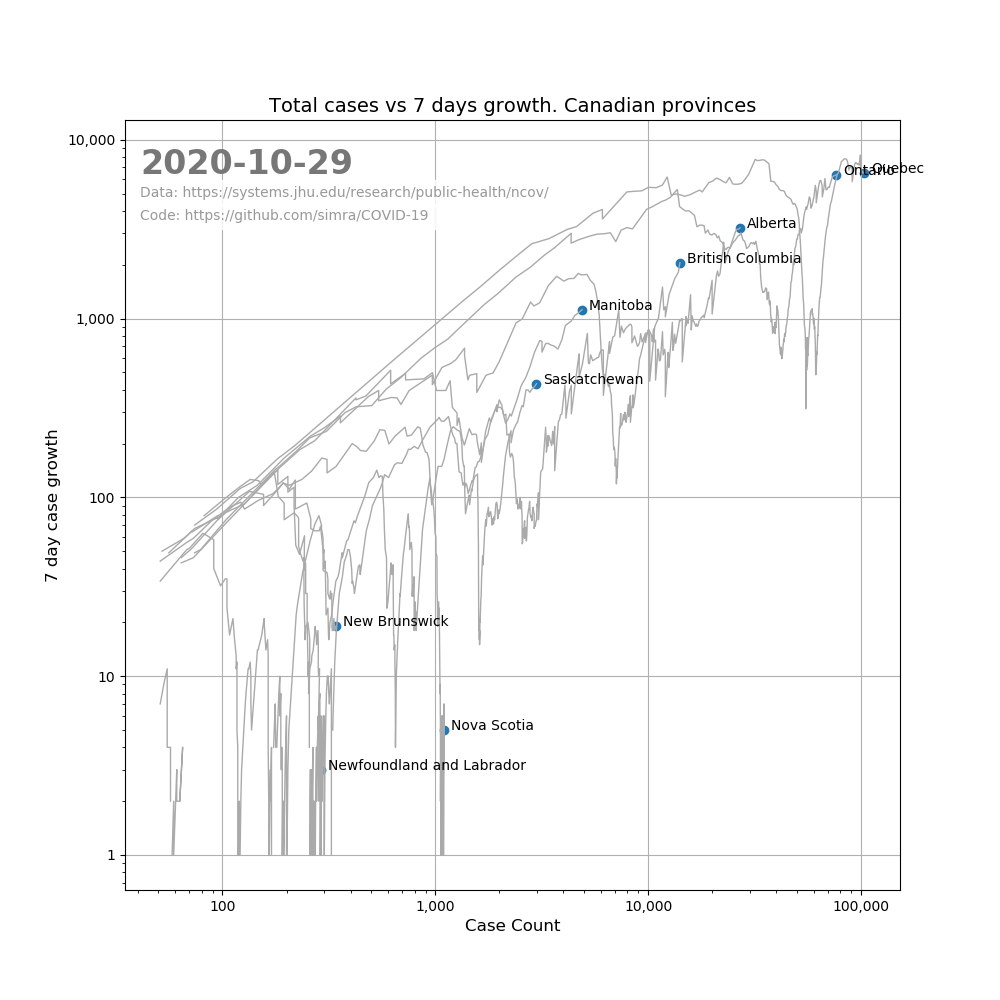 Total cases vs 7 days growth. Canadian provinces
10,000
2020-10-29
Data: https://systems.jhu.edu/research/public-health/ncov/
Code: https://github.com/simra/COVID-19
Ontario
Quebec
Alberta
British Columbia
1,000
Manitoba
Saskatchewan
100
7 day case growth
New Brunswick
10
Nova Scotia
Newfoundland and Labrador
1
100
1,000
10,000
100,000
Case Count